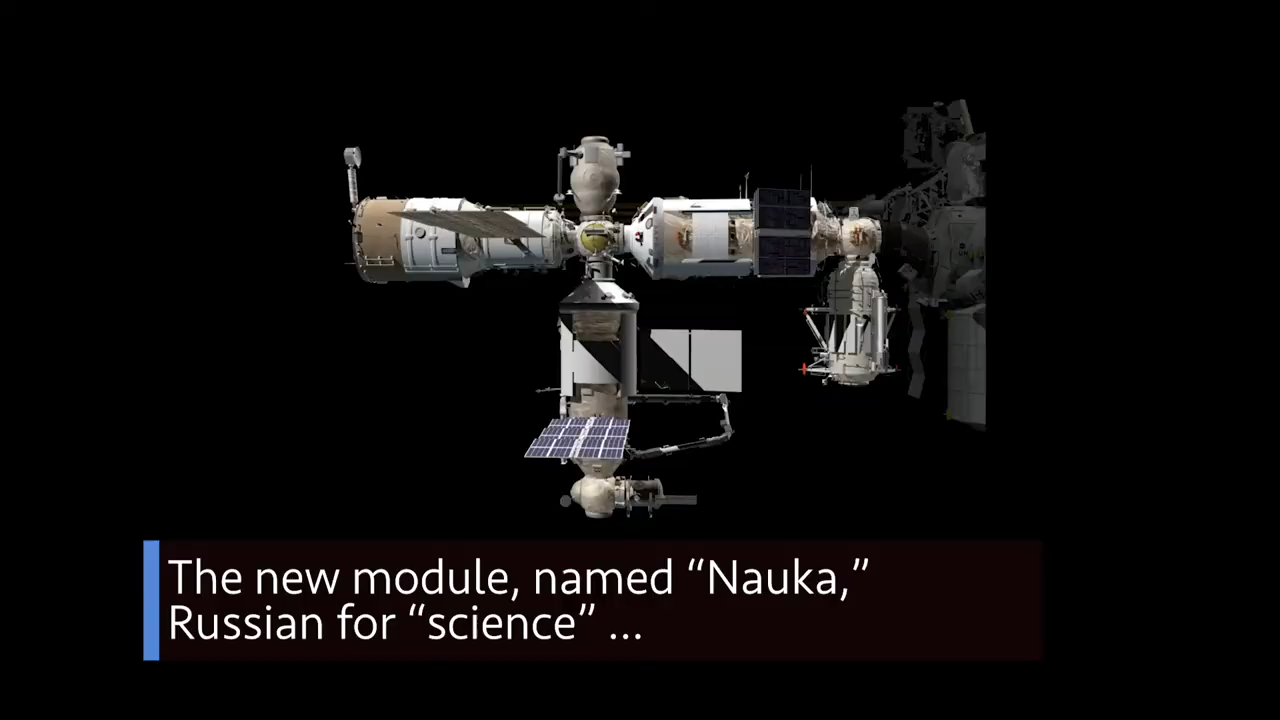 The new module, named “Nauka,”
Russian for “science” ...